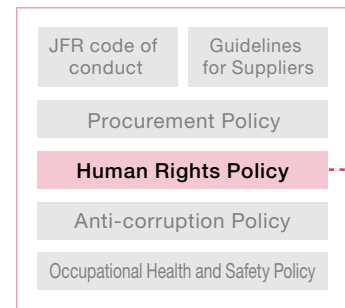 JFR code of
conduct
Guidelines
for Suppliers
Procurement Policy
Human Rights Policy
Anti-corruption Policy
Occupational Health and Safety Policy